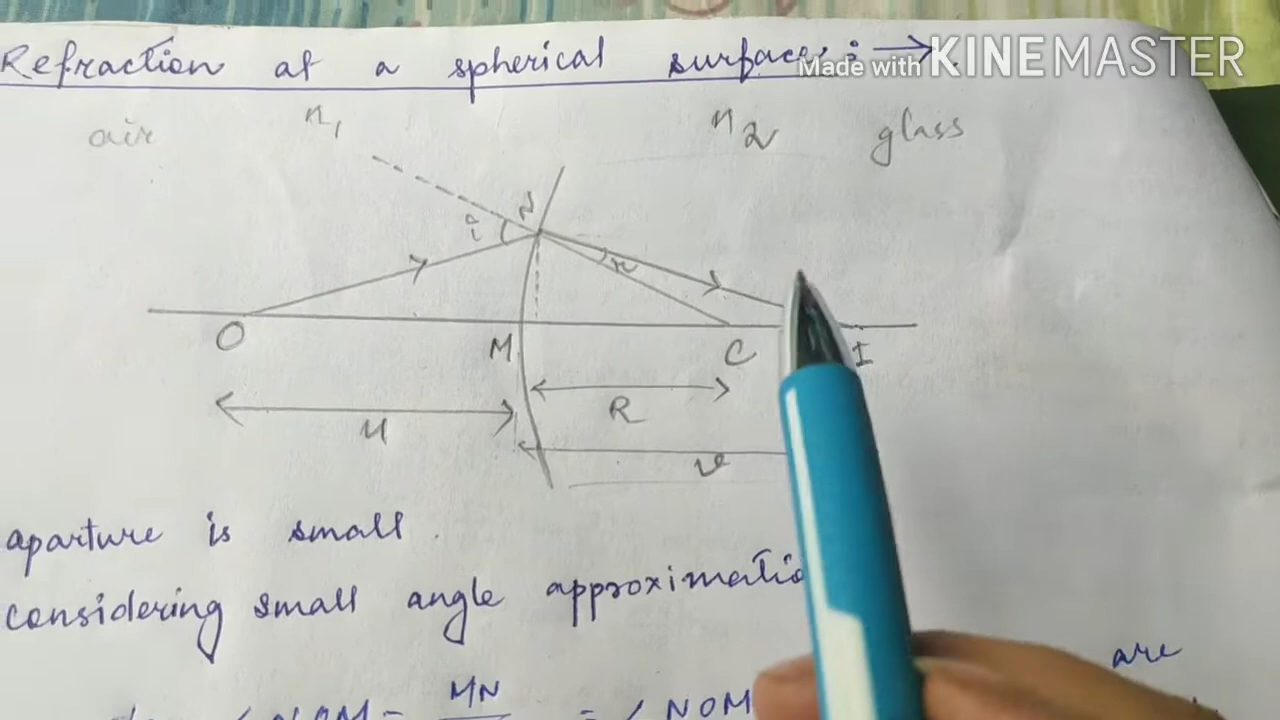 Refraction at a spherical surface : →.
Made with KINEMASTER
air n1 n2 glass
N
i
r
O M C I
R
u
v
aparture is small.
considering small angle approximatio
are
MN
∠NOM = = ∠NOM